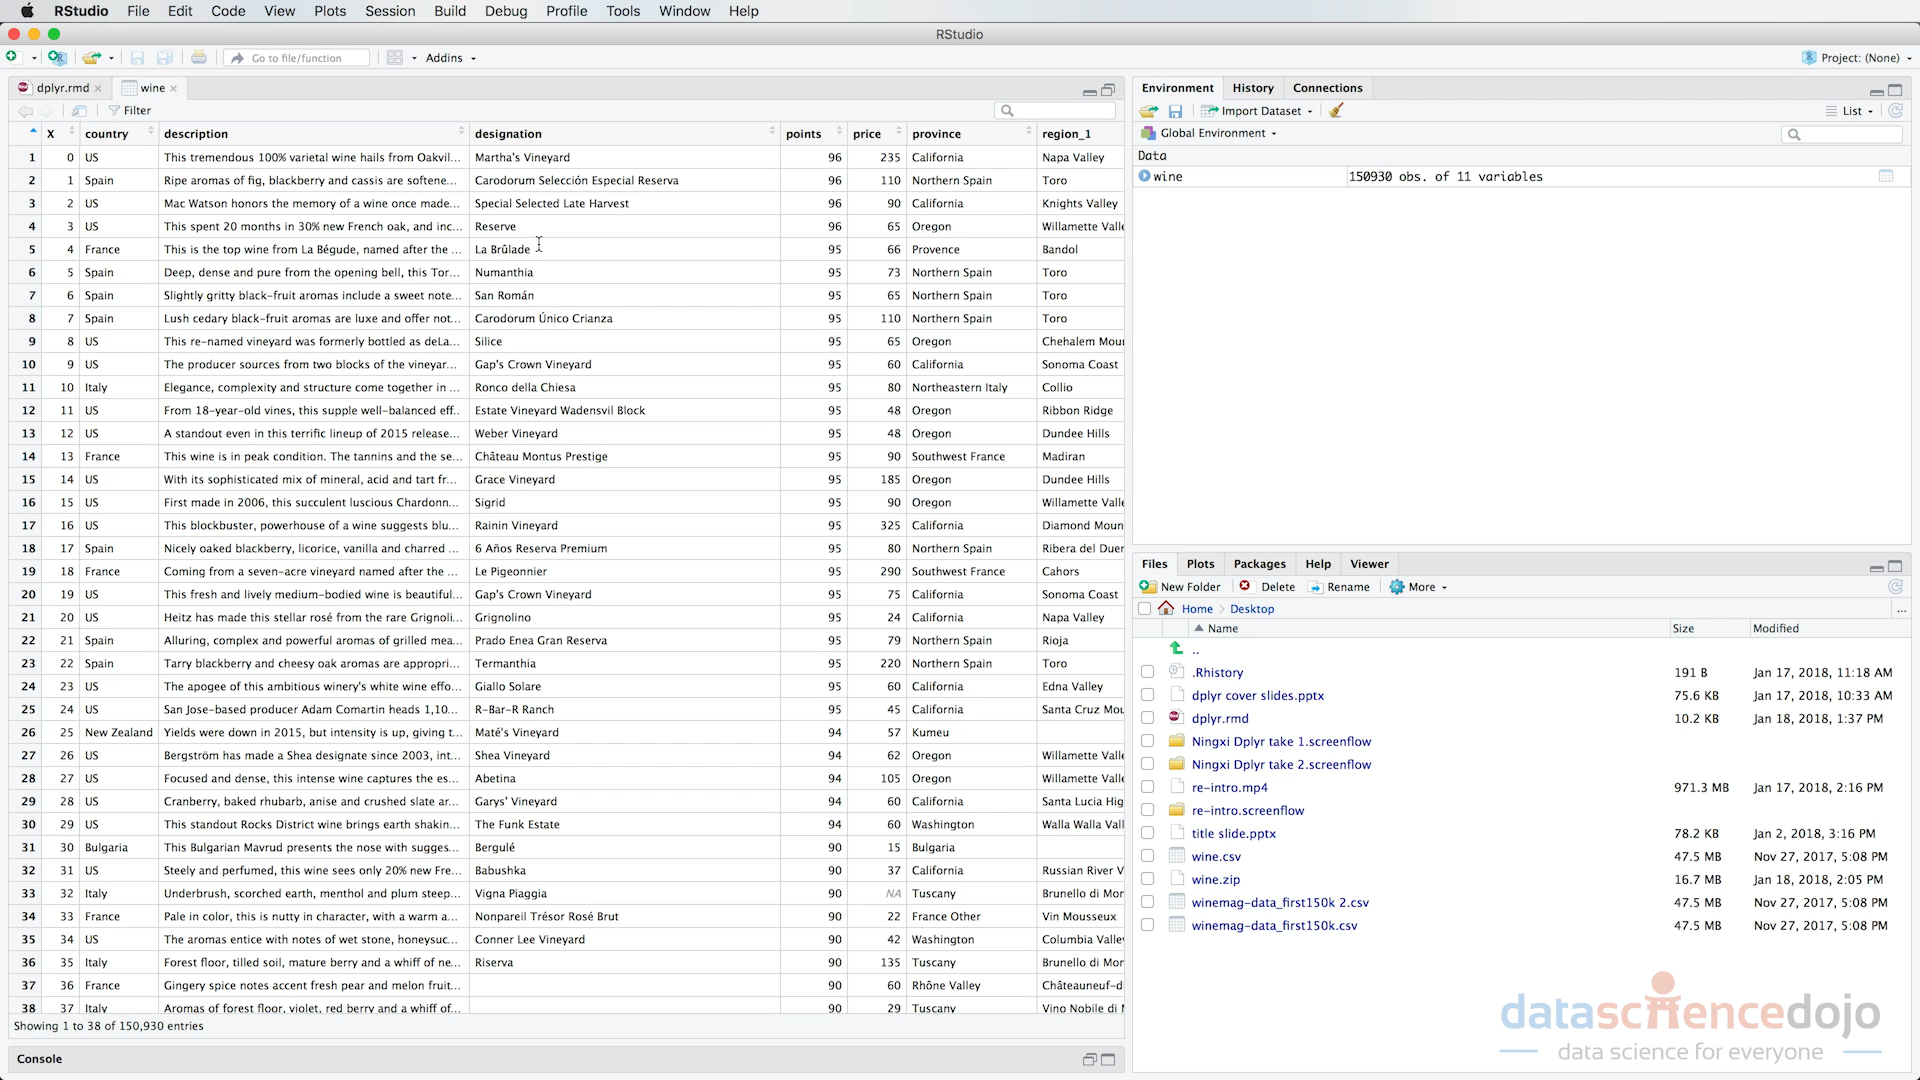 RStudio File Edit Code View Plots Session Build Debug Profile Tools Window Help
RStudio
Go to file/function Addins Project: (None)
dplyr.rmd wine
Filter
X country description designation points price province region_1
1 0 US This tremendous 100% varietal wine hails from Oakvil... Martha's Vineyard 96 235 California Napa Valley
2 1 Spain Ripe aromas of fig, blackberry and cassis are softene... Carodorum Selección Especial Reserva 96 110 Northern Spain Toro
3 2 US Mac Watson honors the memory of a wine once made... Special Selected Late Harvest 96 90 California Knights Valley
4 3 US This spent 20 months in 30% new French oak, and inc... Reserve 96 65 Oregon Willamette Valle
5 4 France This is the top wine from La Bégude, named after the ... La Brûlade 95 66 Provence Bandol
6 5 Spain Deep, dense and pure from the opening bell, this Tor... Numanthia 95 73 Northern Spain Toro
7 6 Spain Slightly gritty black-fruit aromas include a sweet note... San Román 95 65 Northern Spain Toro
8 7 Spain Lush cedary black-fruit aromas are luxe and offer not... Carodorum Único Crianza 95 110 Northern Spain Toro
9 8 US This re-named vineyard was formerly bottled as deLa... Silice 95 65 Oregon Chehalem Mou
10 9 US The producer sources from two blocks of the vineyar... Gap's Crown Vineyard 95 60 California Sonoma Coast
11 10 Italy Elegance, complexity and structure come together in ... Ronco della Chiesa 95 80 Northeastern Italy Collio
12 11 US From 18-year-old vines, this supple well-balanced eff... Estate Vineyard Wadensvil Block 95 48 Oregon Ribbon Ridge
13 12 US A standout even in this terrific lineup of 2015 release... Weber Vineyard 95 48 Oregon Dundee Hills
14 13 France This wine is in peak condition. The tannins and the se... Château Montus Prestige 95 90 Southwest France Madiran
15 14 US With its sophisticated mix of mineral, acid and tart fr... Grace Vineyard 95 185 Oregon Dundee Hills
16 15 US First made in 2006, this succulent luscious Chardonn... Sigrid 95 90 Oregon Willamette Valle
17 16 US This blockbuster, powerhouse of a wine suggests blu... Rainin Vineyard 95 325 California Diamond Moun
18 17 Spain Nicely oaked blackberry, licorice, vanilla and charred ... 6 Años Reserva Premium 95 80 Northern Spain Ribera del Duer
19 18 France Coming from a seven-acre vineyard named after the ... Le Pigeonnier 95 290 Southwest France Cahors
20 19 US This fresh and lively medium-bodied wine is beautiful... Gap's Crown Vineyard 95 75 California Sonoma Coast
21 20 US Heitz has made this stellar rosé from the rare Grignoli... Grignolino 95 24 California Napa Valley
22 21 Spain Alluring, complex and powerful aromas of grilled mea... Prado Enea Gran Reserva 95 79 Northern Spain Rioja
23 22 Spain Tarry blackberry and cheesy oak aromas are appropri... Termanthia 95 220 Northern Spain Toro
24 23 US The apogee of this ambitious winery's white wine effo... Giallo Solare 95 60 California Edna Valley
25 24 US San Jose-based producer Adam Comartin heads 1,10... R-Bar-R Ranch 95 45 California Santa Cruz Mou
26 25 New Zealand Yields were down in 2015, but intensity is up, giving t... Maté's Vineyard 94 57 Kumeu
27 26 US Bergström has made a Shea designate since 2003, int... Shea Vineyard 94 62 Oregon Willamette Valle
28 27 US Focused and dense, this intense wine captures the es... Abetina 94 105 Oregon Willamette Valle
29 28 US Cranberry, baked rhubarb, anise and crushed slate ar... Garys' Vineyard 94 60 California Santa Lucia Hig
30 29 US This standout Rocks District wine brings earth shakin... The Funk Estate 94 60 Washington Walla Walla Vall
31 30 Bulgaria This Bulgarian Mavrud presents the nose with sugges... Bergulé 90 15 Bulgaria
32 31 US Steely and perfumed, this wine sees only 20% new Fre... Babushka 90 37 California Russian River V
33 32 Italy Underbrush, scorched earth, menthol and plum steep... Vigna Piaggia 90 NA Tuscany Brunello di Mor
34 33 France Pale in color, this is nutty in character, with a warm a... Nonpareil Trésor Rosé Brut 90 22 France Other Vin Mousseux
35 34 US The aromas entice with notes of wet stone, honeysuc... Conner Lee Vineyard 90 42 Washington Columbia Valley
36 35 Italy Forest floor, tilled soil, mature berry and a whiff of ne... Riserva 90 135 Tuscany Brunello di Mor
37 36 France Gingery spice notes accent fresh pear and melon fruit... 90 60 Rhône Valley Châteauneuf-d
38 37 Italy Aromas of forest floor, violet, red berry and a whiff of... 90 29 Tuscany Vino Nobile di M
Showing 1 to 38 of 150,930 entries
Console
Environment History Connections
Import Dataset List
Global Environment
Data
wine 150930 obs. of 11 variables
Files Plots Packages Help Viewer
New Folder Delete Rename More
Home Desktop ...
Name Size Modified
..
.Rhistory 191 B Jan 17, 2018, 11:18 AM
dplyr cover slides.pptx 75.6 KB Jan 17, 2018, 10:33 AM
dplyr.rmd 10.2 KB Jan 18, 2018, 1:37 PM
Ningxi Dplyr take 1.screenflow
Ningxi Dplyr take 2.screenflow
re-intro.mp4 971.3 MB Jan 17, 2018, 2:16 PM
re-intro.screenflow
title slide.pptx 78.2 KB Jan 2, 2018, 3:16 PM
wine.csv 47.5 MB Nov 27, 2017, 5:08 PM
wine.zip 16.7 MB Jan 18, 2018, 2:05 PM
winemag-data_first150k 2.csv 47.5 MB Nov 27, 2017, 5:08 PM
winemag-data_first150k.csv 47.5 MB Nov 27, 2017, 5:08 PM
datasciencedojo
data science for everyone